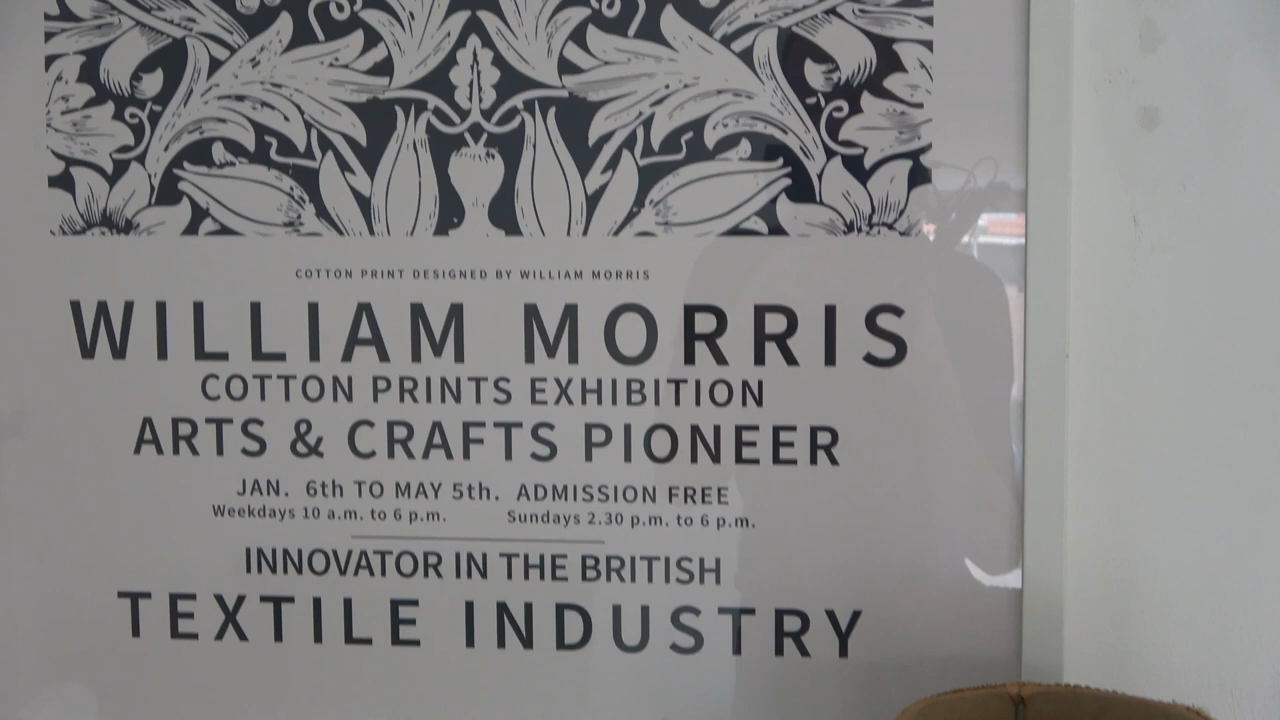 COTTON PRINT DESIGNED BY WILLIAM MORRIS
WILLIAM MORRIS
COTTON PRINTS EXHIBITION
ARTS & CRAFTS PIONEER
JAN. 6th TO MAY 5th. ADMISSION FREE
Weekdays 10 a.m. to 6 p.m. Sundays 2.30 p.m. to 6 p.m.
INNOVATOR IN THE BRITISH
TEXTILE INDUSTRY